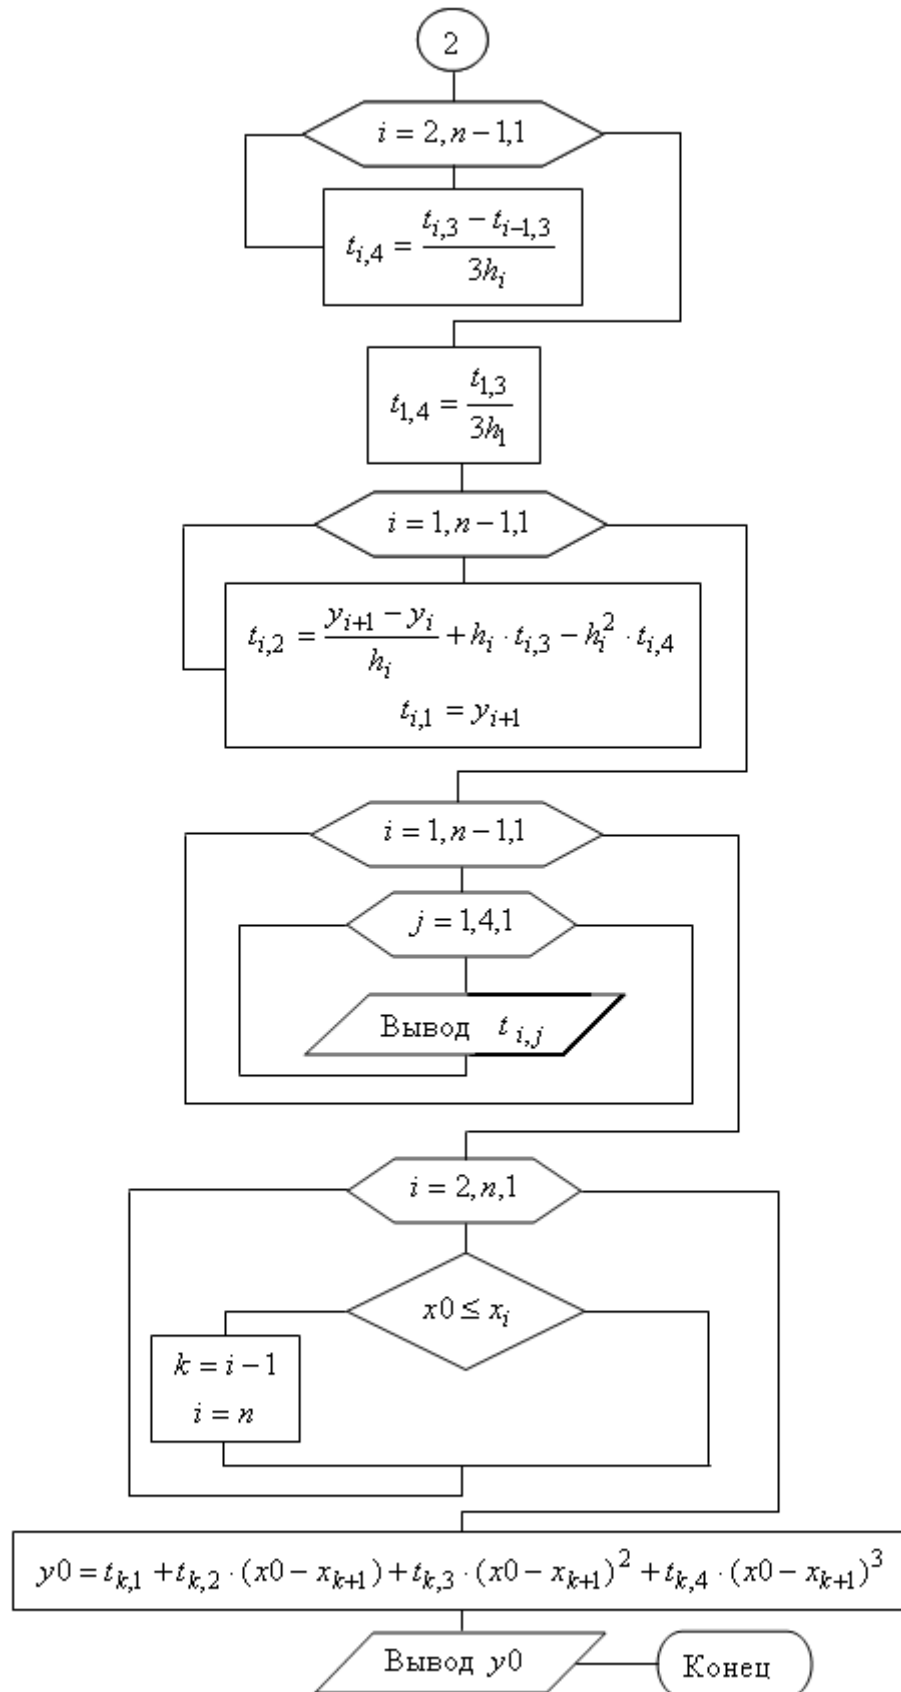 2
i = 2, n − 1,1
t_{i,4} = \frac{t_{i,3} − t_{i−1,3}}{3h_i}
t_{1,4} = \frac{t_{1,3}}{3h_1}
i = 1, n − 1,1
t_{i,2} = \frac{y_{i+1} − y_i}{h_i} + h_i · t_{i,3} − h_i^2 · t_{i,4}
t_{i,1} = y_{i+1}
i = 1, n − 1,1
j = 1,4,1
Вывод t_{i,j}
i = 2, n,1
x0 ≤ x_i
k = i − 1
i = n
y0 = t_{k,1} + t_{k,2} · (x0 − x_{k+1}) + t_{k,3} · (x0 − x_{k+1})^2 + t_{k,4} · (x0 − x_{k+1})^3
Вывод y0
Конец